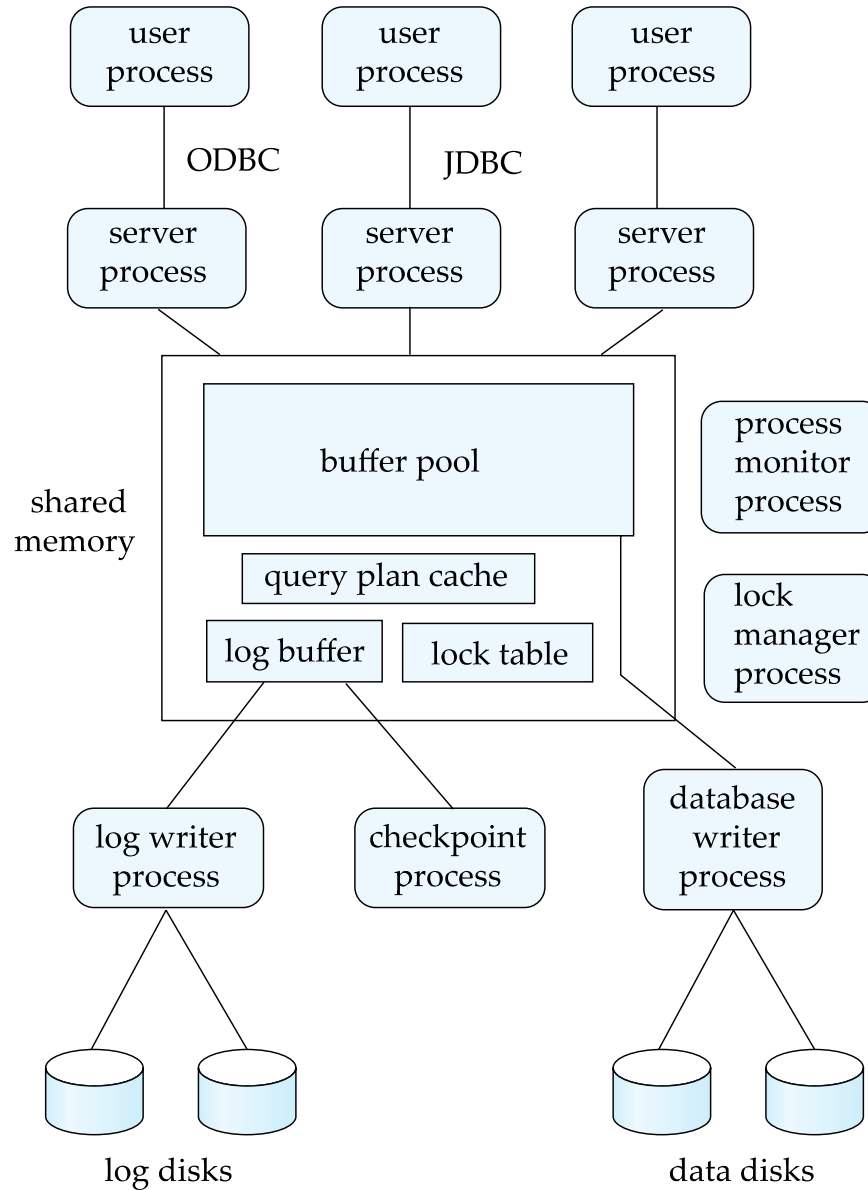 user
process
user
process
user
process
ODBC
JDBC
server
process
server
process
server
process
buffer pool
process
monitor
process
shared
memory
query plan cache
lock
manager
process
log buffer
lock table
database
writer
process
log writer
process
checkpoint
process
log disks
data disks